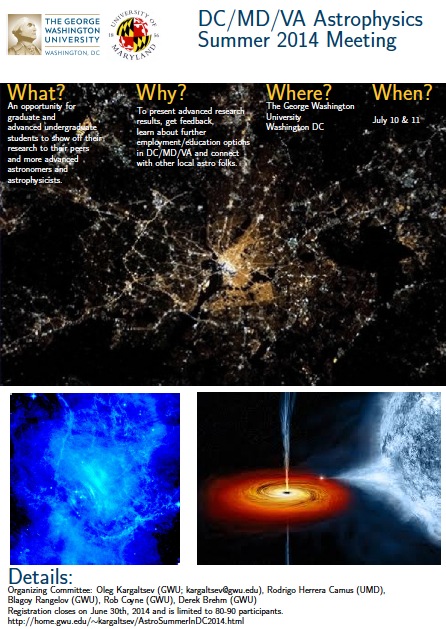 THE GEORGE
WASHINGTON
UNIVERSITY
WASHINGTON, DC
UNIVERSITY OF
18 56
MARYLAND
DC/MD/VA Astrophysics
Summer 2014 Meeting
What?
An opportunity for
graduate and
advanced undergraduate
students to show off their
research to their peers
and more advanced
astronomers and
astrophysicists.
Why?
To present advanced research
results, get feedback,
learn about further
employment/education options
in DC/MD/VA and connect
with other local astro folks.
Where?
The George Washington
University
Washington DC
When?
July 10 & 11
Details:
Organizing Committee: Oleg Kargaltsev (GWU; kargaltsev@gwu.edu), Rodrigo Herrera Camus (UMD),
Blagoy Rangelov (GWU), Rob Coyne (GWU), Derek Brehm (GWU)
Registration closes on June 30th, 2014 and is limited to 80-90 participants.
http://home.gwu.edu/~kargaltsev/AstroSummerInDC2014.html